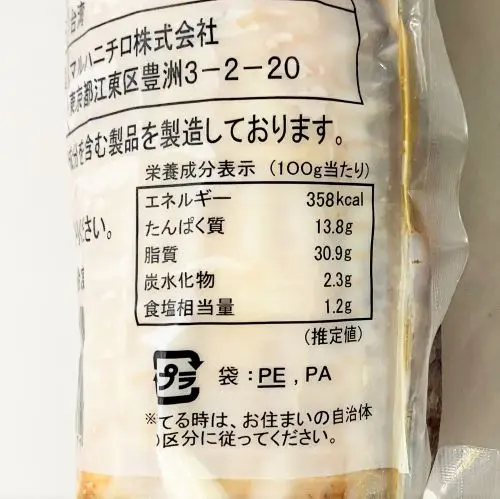 台湾
マルハニチロ株式会社
東京都江東区豊洲3-2-20
成分を含む製品を製造しております。
栄養成分表示 (100g当たり)
エネルギー 358kcal
たんぱく質 13.8g
脂質 30.9g
炭水化物 2.3g
食塩相当量 1.2g
(推定値)
ださい。
プラ 袋:PE, PA
※てる時は、お住まいの自治体
区分に従ってください。